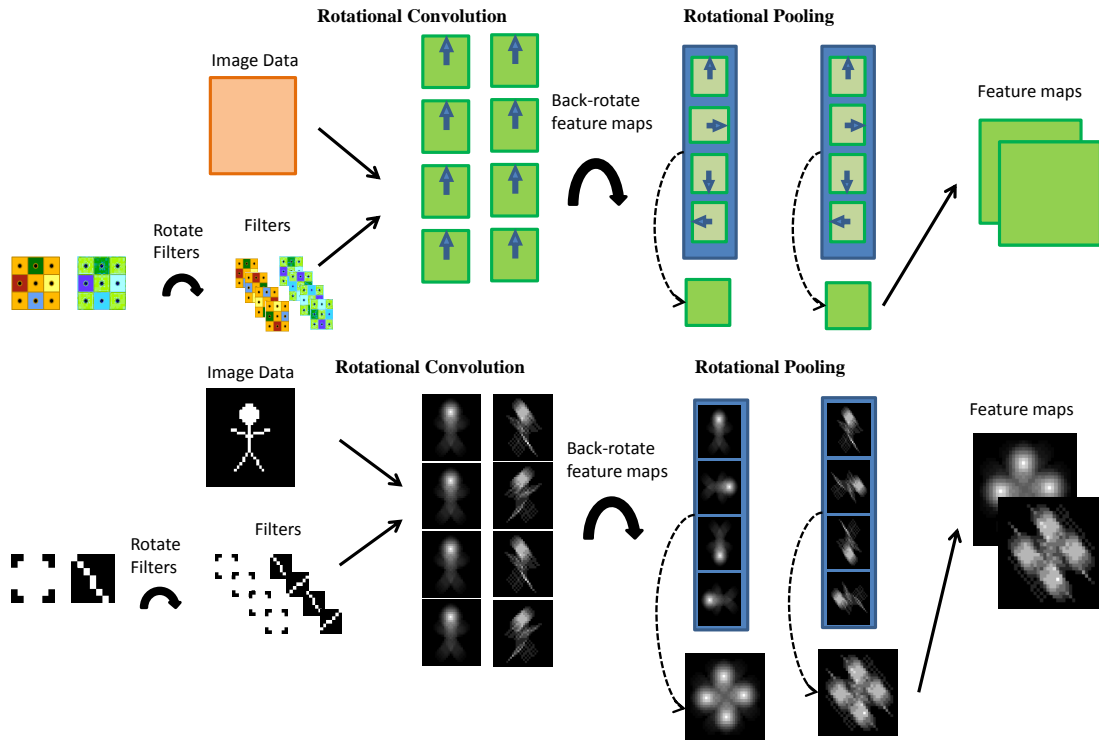 Rotational Convolution
Rotational Pooling
Image Data
Back-rotate
feature maps
Feature maps
Rotate
Filters
Filters
Rotational Convolution
Rotational Pooling
Image Data
Feature maps
Back-rotate
feature maps
Filters
Rotate
Filters